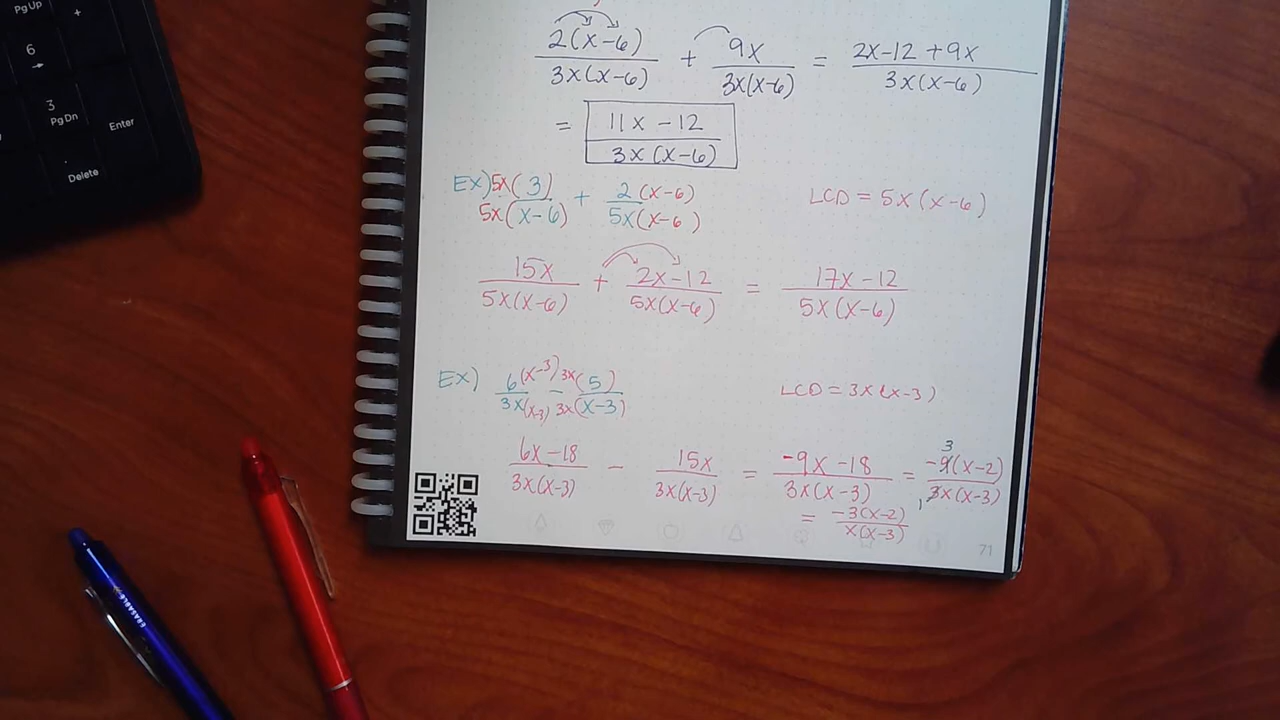 PgUp
+
6
3
PgDn
Enter
.
Delete
2(x-6)/3x(x-6) + 9x/3x(x-6) = 2x-12+9x/3x(x-6)
= 11x-12/3x(x-6)
EX) 5x(3)/5x(x-6) + 2(x-6)/5x(x-6) LCD = 5x(x-6)
15x/5x(x-6) + 2x-12/5x(x-6) = 17x-12/5x(x-6)
EX) 6(x-3)/3x(x-3) - 3x(5)/3x(x-3) LCD = 3x(x-3)
6x-18/3x(x-3) - 15x/3x(x-3) = -9x-18/3x(x-3) = 3 -9(x-2)/1 3x(x-3)
= -3(x-2)/x(x-3)
71
ERASABLE